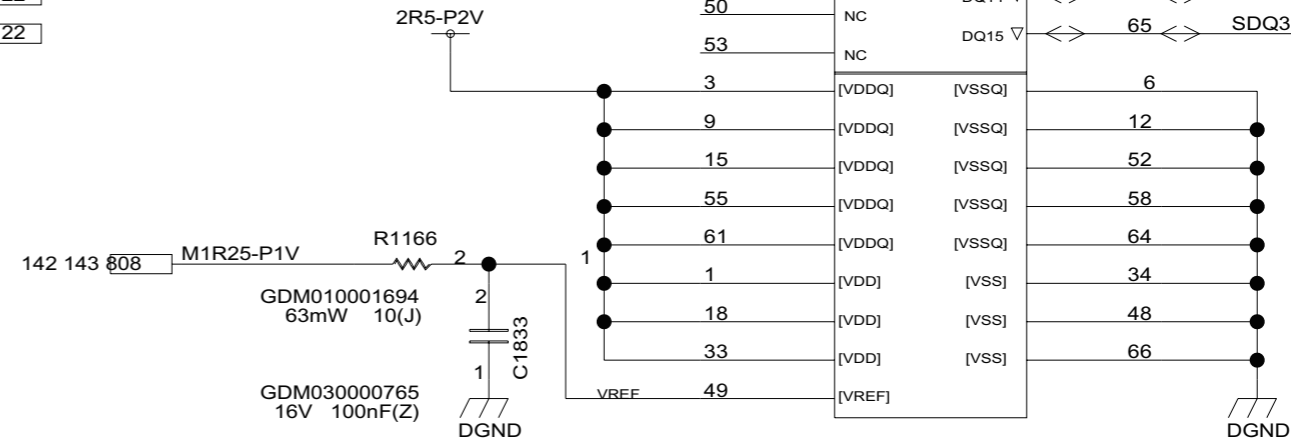 22
2R5-P2V
50
NC
DQ15
65
SDQ3
53
NC
3
[VDDQ]
[VSSQ]
6
9
[VDDQ]
[VSSQ]
12
15
[VDDQ]
[VSSQ]
52
55
[VDDQ]
[VSSQ]
58
61
[VDDQ]
[VSSQ]
64
142 143 808
M1R25-P1V
R1166
2
1
1
[VDD]
[VSS]
34
GDM010001694
63mW 10(J)
2
C1833
18
[VDD]
[VSS]
48
1
33
[VDD]
[VSS]
66
GDM030000765
16V 100nF(Z)
VREF
49
[VREF]
DGND
DGND